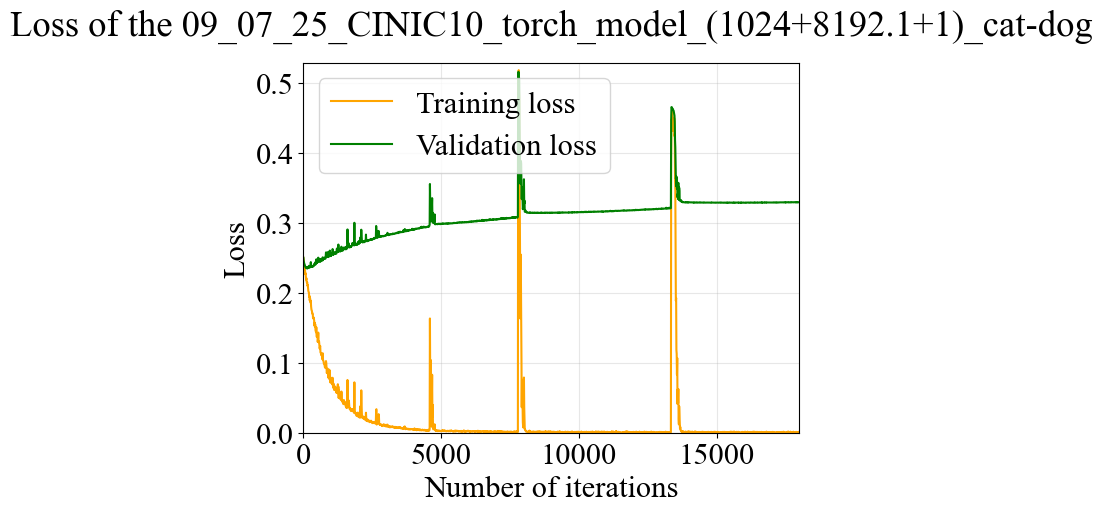 Loss of the 09_07_25_CINIC10_torch_model_(1024+8192.1+1)_cat-dog
Training loss
Validation loss
Loss
0.5
0.4
0.3
0.2
0.1
0.0
0 5000 10000 15000
Number of iterations